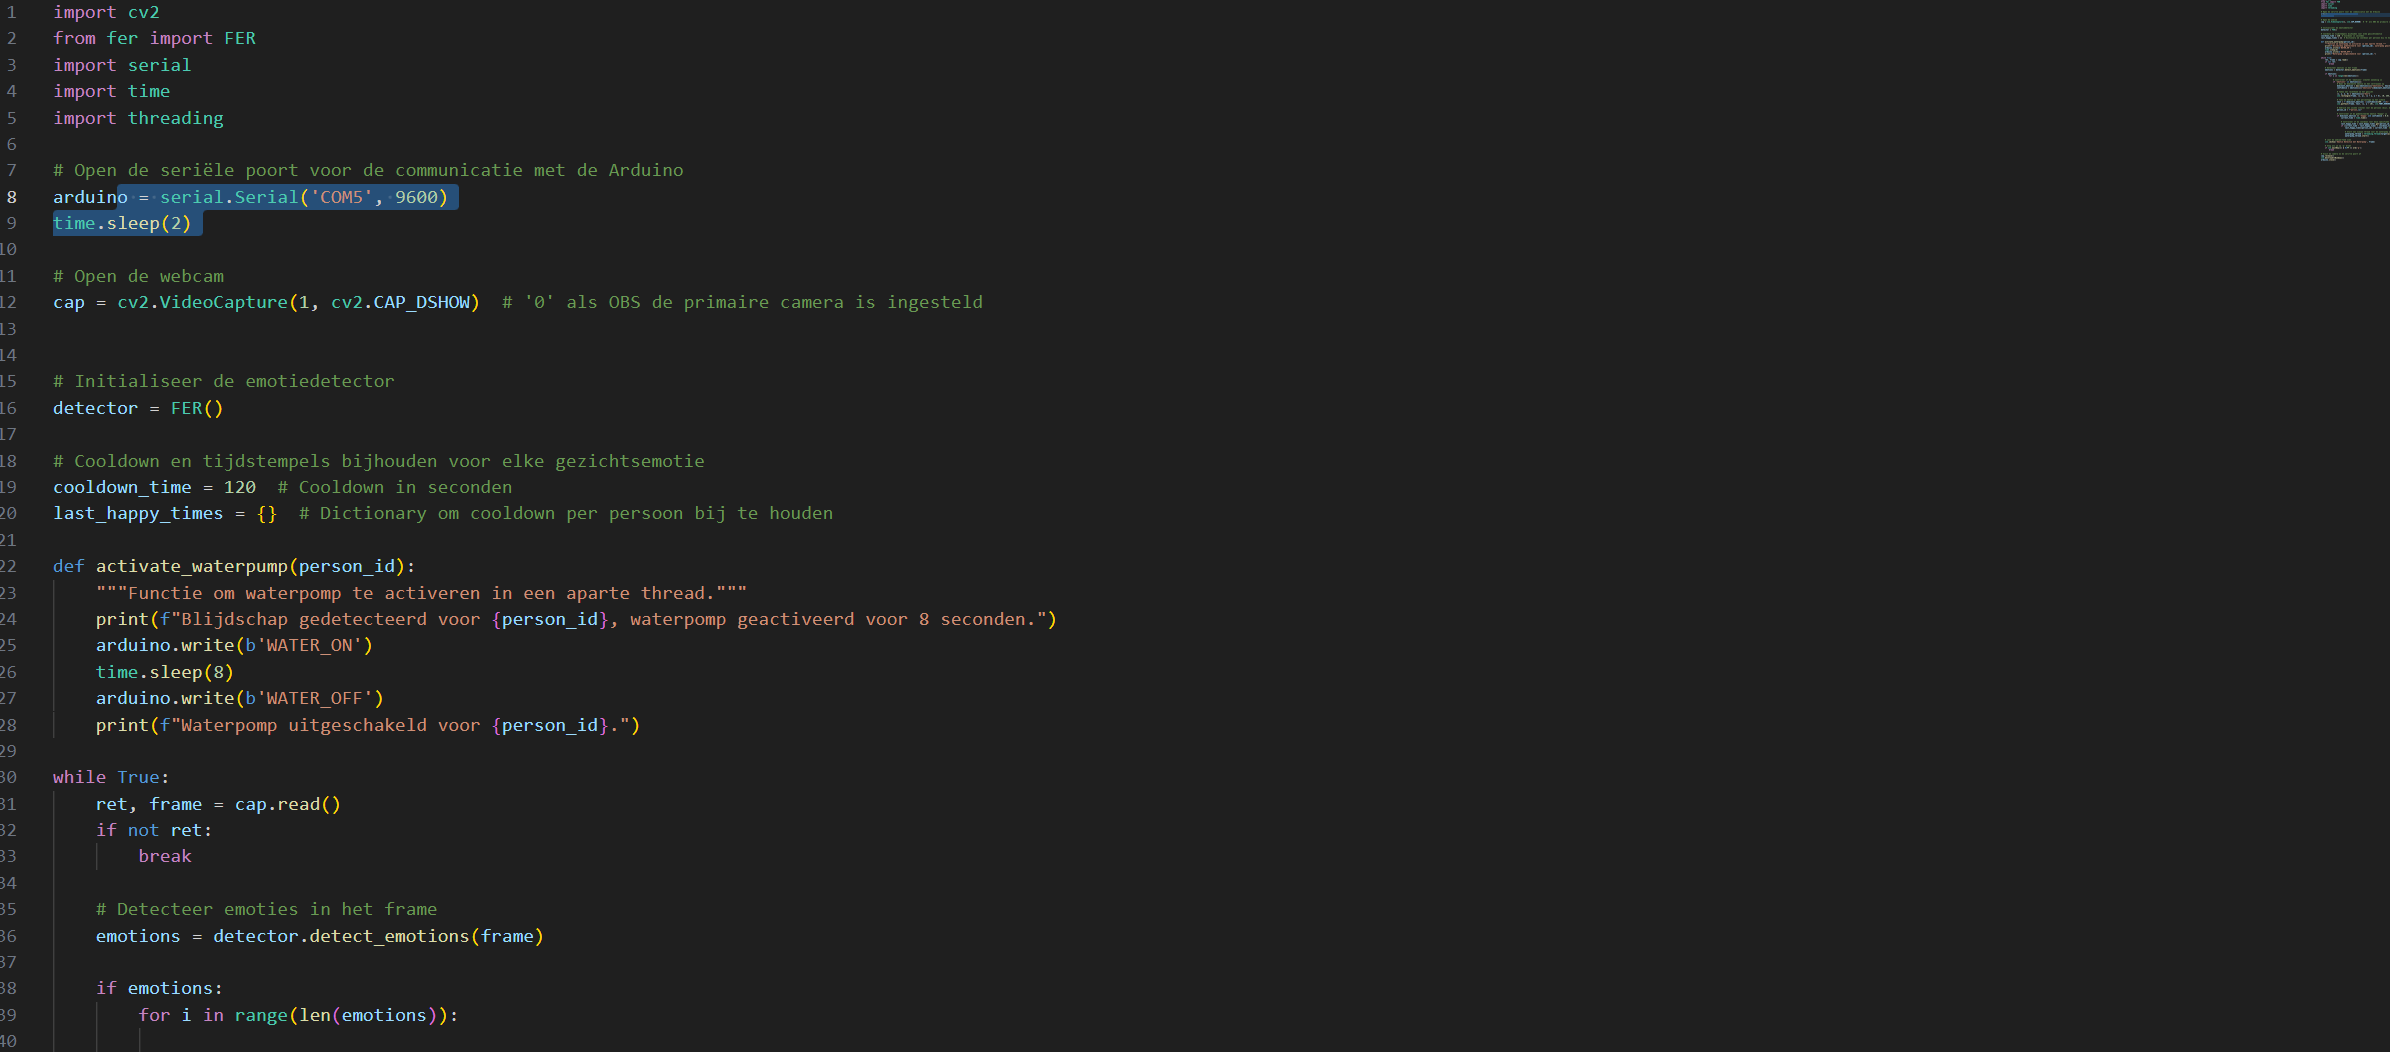 1 import cv2
2 from fer import FER
3 import serial
4 import time
5 import threading
6
7 # Open de seriële poort voor de communicatie met de Arduino
8 arduino = serial.Serial('COM5', 9600)
9 time.sleep(2)
10
11 # Open de webcam
12 cap = cv2.VideoCapture(1, cv2.CAP_DSHOW)  # '0' als OBS de primaire camera is ingesteld
13
14
15 # Initialiseer de emotiedetector
16 detector = FER()
17
18 # Cooldown en tijdstempels bijhouden voor elke gezichtsemotie
19 cooldown_time = 120  # Cooldown in seconden
20 last_happy_times = {}  # Dictionary om cooldown per persoon bij te houden
21
22 def activate_waterpump(person_id):
23     """Functie om waterpomp te activeren in een aparte thread."""
24     print(f"Blijdschap gedetecteerd voor {person_id}, waterpomp geactiveerd voor 8 seconden.")
25     arduino.write(b'WATER_ON')
26     time.sleep(8)
27     arduino.write(b'WATER_OFF')
28     print(f"Waterpomp uitgeschakeld voor {person_id}.")
29
30 while True:
31     ret, frame = cap.read()
32     if not ret:
33         break
34
35     # Detecteer emoties in het frame
36     emotions = detector.detect_emotions(frame)
37
38     if emotions:
39         for i in range(len(emotions)):
40